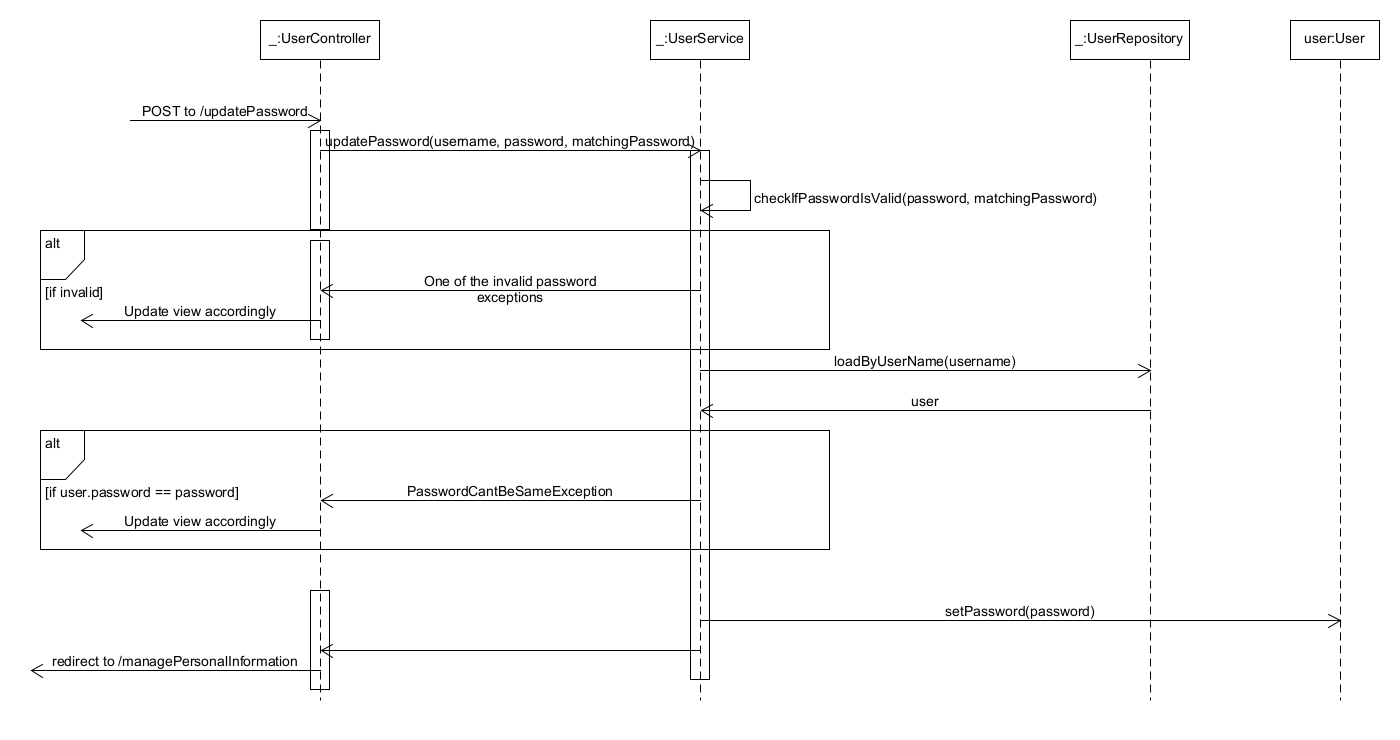 _:UserController
_:UserService
_:UserRepository
user:User
POST to /updatePassword
updatePassword(username, password, matchingPassword)
checkIfPasswordIsValid(password, matchingPassword)
alt
[if invalid]
One of the invalid password
exceptions
Update view accordingly
loadByUserName(username)
user
alt
[if user.password == password]
PasswordCantBeSameException
Update view accordingly
setPassword(password)
redirect to /managePersonalInformation